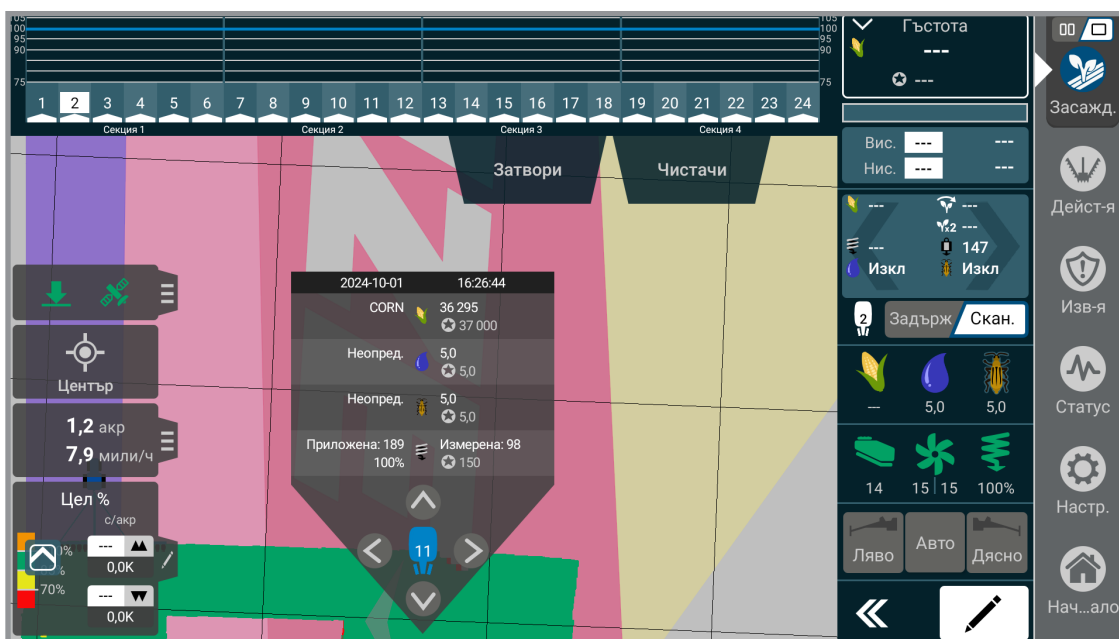 105
100
95
90
75
105
100
95
90
75
1 2 3 4 5 6 7 8 9 10 11 12 13 14 15 16 17 18 19 20 21 22 23 24
Секция 1 Секция 2 Секция 3 Секция 4
Затвори Чистачи
Център
1,2 акр
7,9 мили/ч
Цел %
с/акр
---
0,0K
-70%
---
0,0K
2024-10-01 16:26:44
CORN 36 295
37 000
Неопред. 5,0
5,0
Неопред. 5,0
5,0
Приложена: 189 Измерена: 98
100% 150
11
Гъстота
---
---
Вис. --- ---
Нис. --- ---
--- ---
x2 ---
--- 147
Изкл Изкл
2 Задърж Скан.
--- 5,0 5,0
14 15 15 100%
Ляво Авто Дясно
Засажд.
Дейст-я
Изв-я
Статус
Настр.
Нач...ало